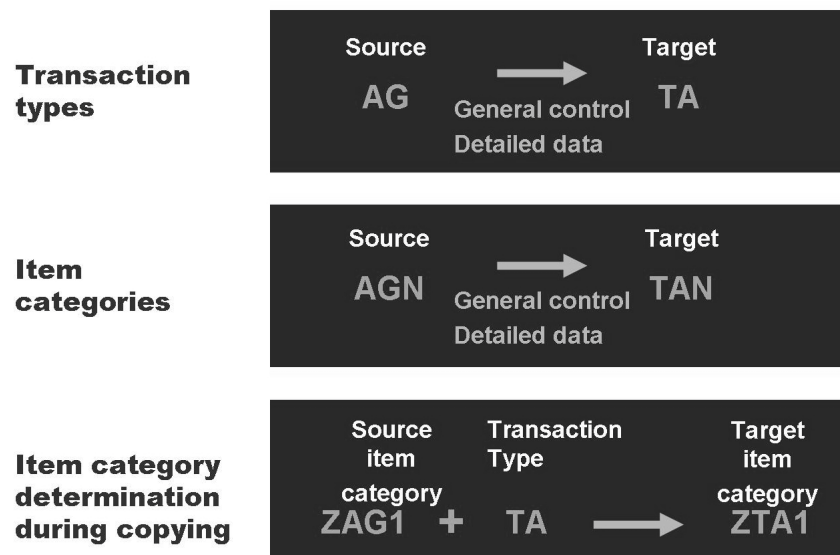 Transaction
types
Source
Target
AG
TA
General control
Detailed data
Item
categories
Source
Target
AGN
TAN
General control
Detailed data
Item category
determination
during copying
Source
item
category
Transaction
Type
Target
item
category
ZAG1 + TA
ZTA1